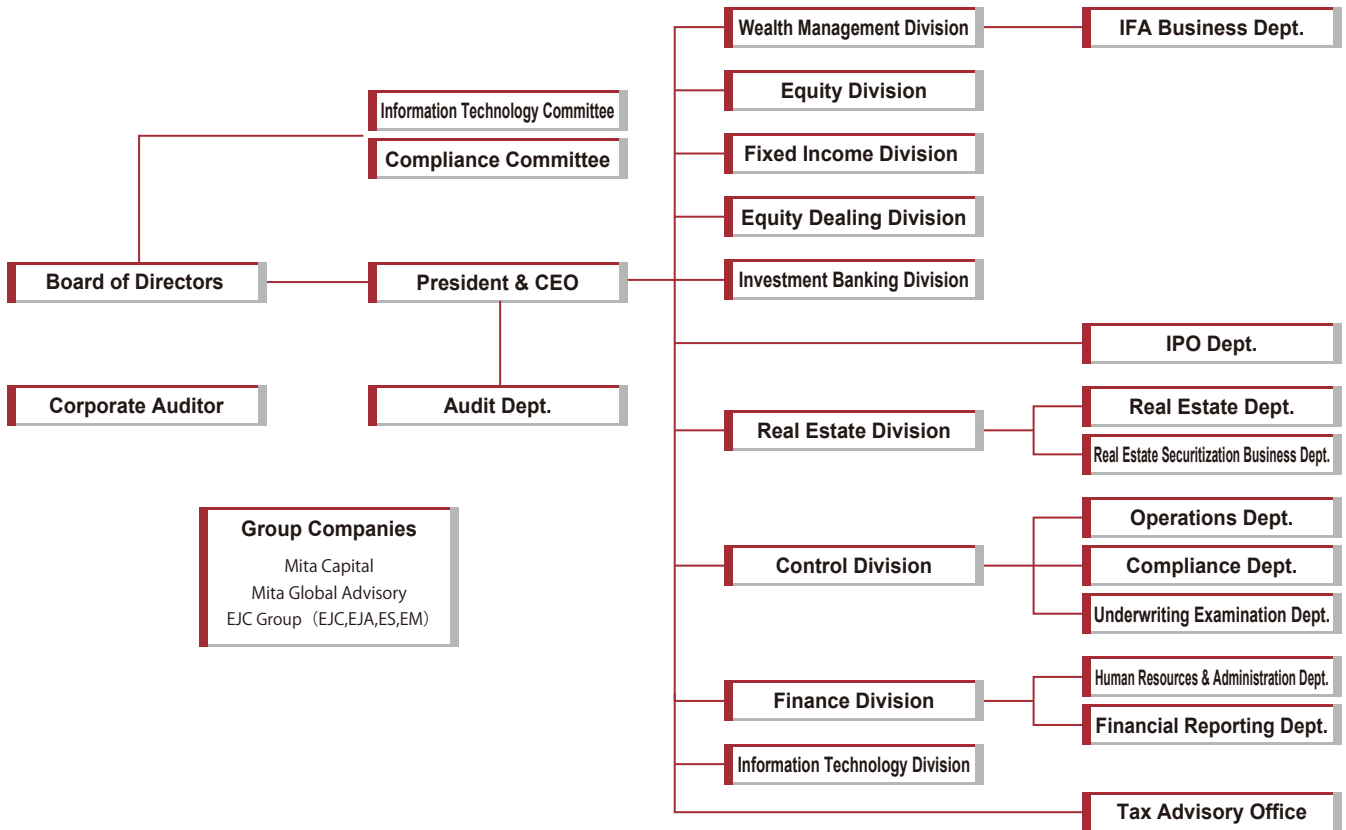 Wealth Management Division
IFA Business Dept.
Equity Division
Information Technology Committee
Compliance Committee
Fixed Income Division
Equity Dealing Division
Board of Directors
President & CEO
Investment Banking Division
IPO Dept.
Corporate Auditor
Audit Dept.
Real Estate Division
Real Estate Dept.
Real Estate Securitization Business Dept.
Group Companies
Mita Capital
Mita Global Advisory
EJC Group（EJC,EJA,ES,EM）
Control Division
Operations Dept.
Compliance Dept.
Underwriting Examination Dept.
Finance Division
Human Resources & Administration Dept.
Financial Reporting Dept.
Information Technology Division
Tax Advisory Office